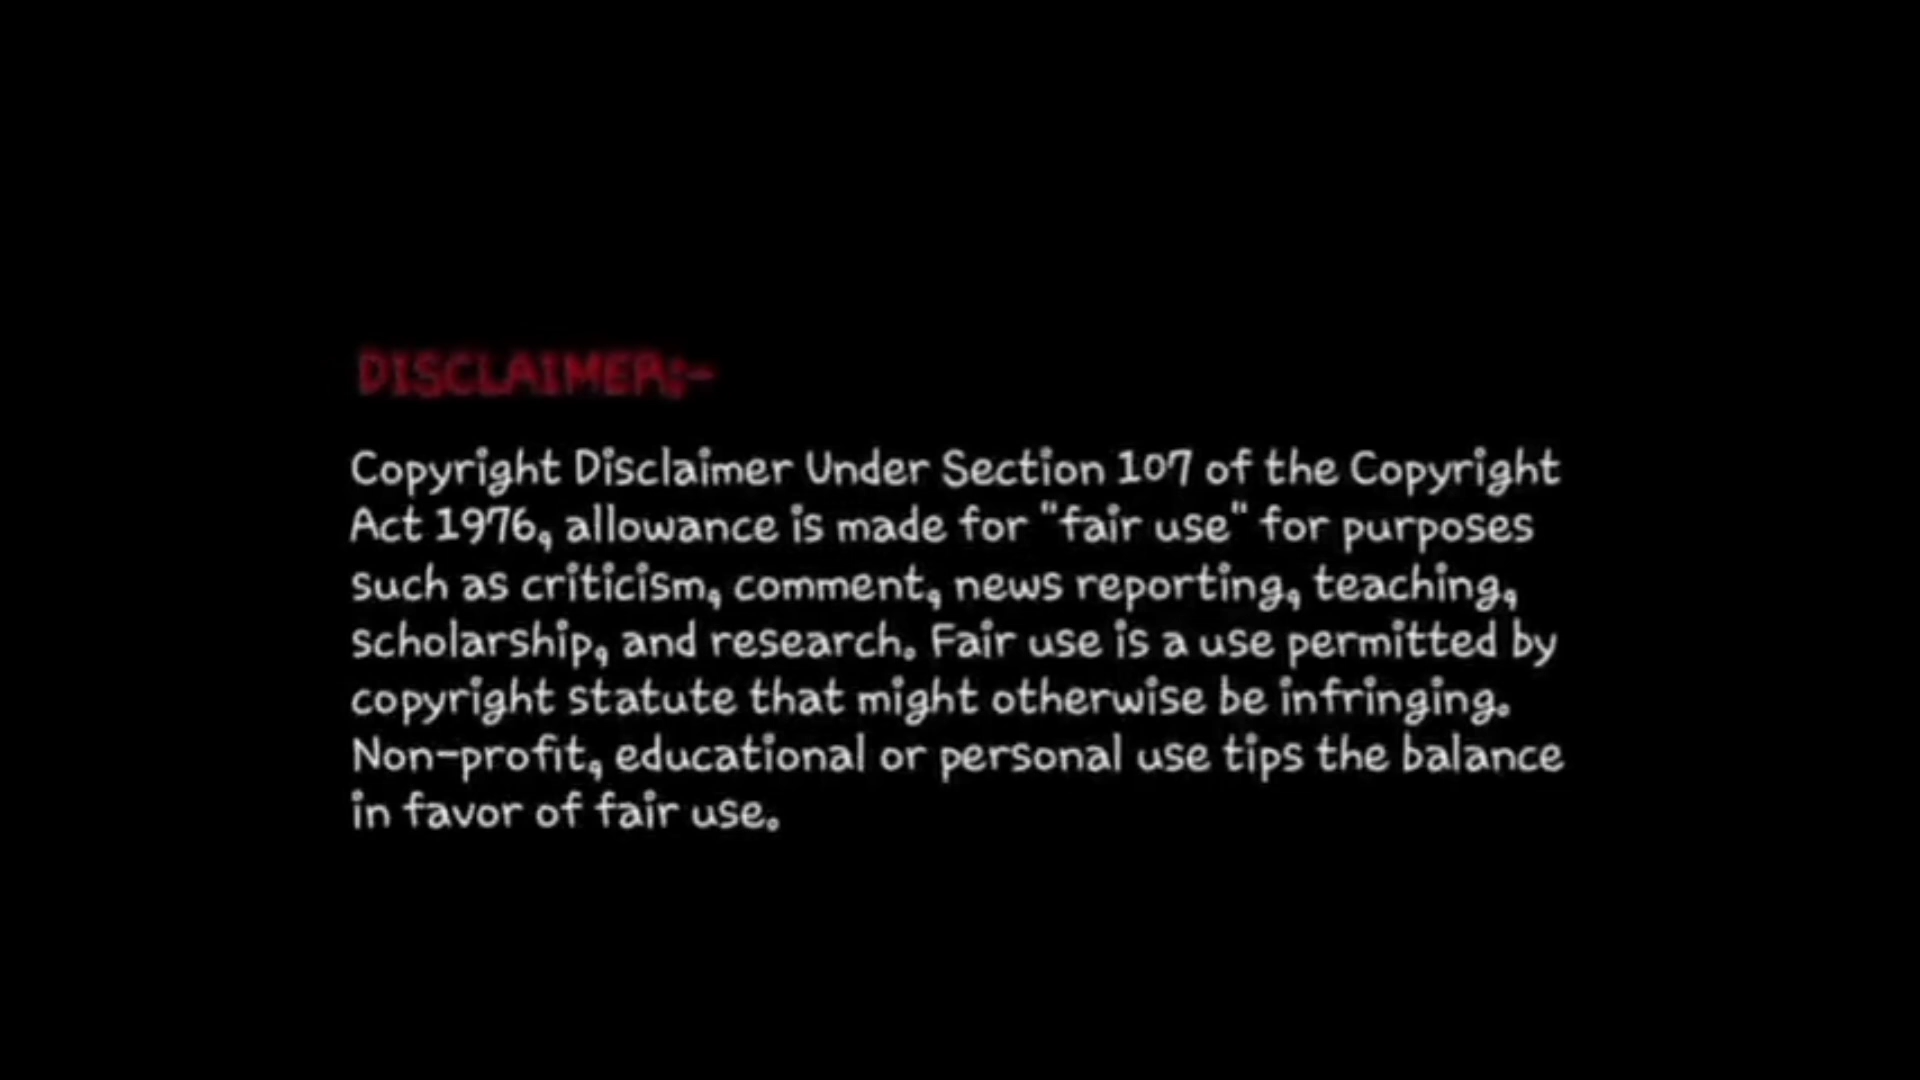 DISCLAIMER:-
Copyright Disclaimer Under Section 107 of the Copyright
Act 1976, allowance is made for "fair use" for purposes
such as criticism, comment, news reporting, teaching,
scholarship, and research. Fair use is a use permitted by
copyright statute that might otherwise be infringing.
Non-profit, educational or personal use tips the balance
in favor of fair use.